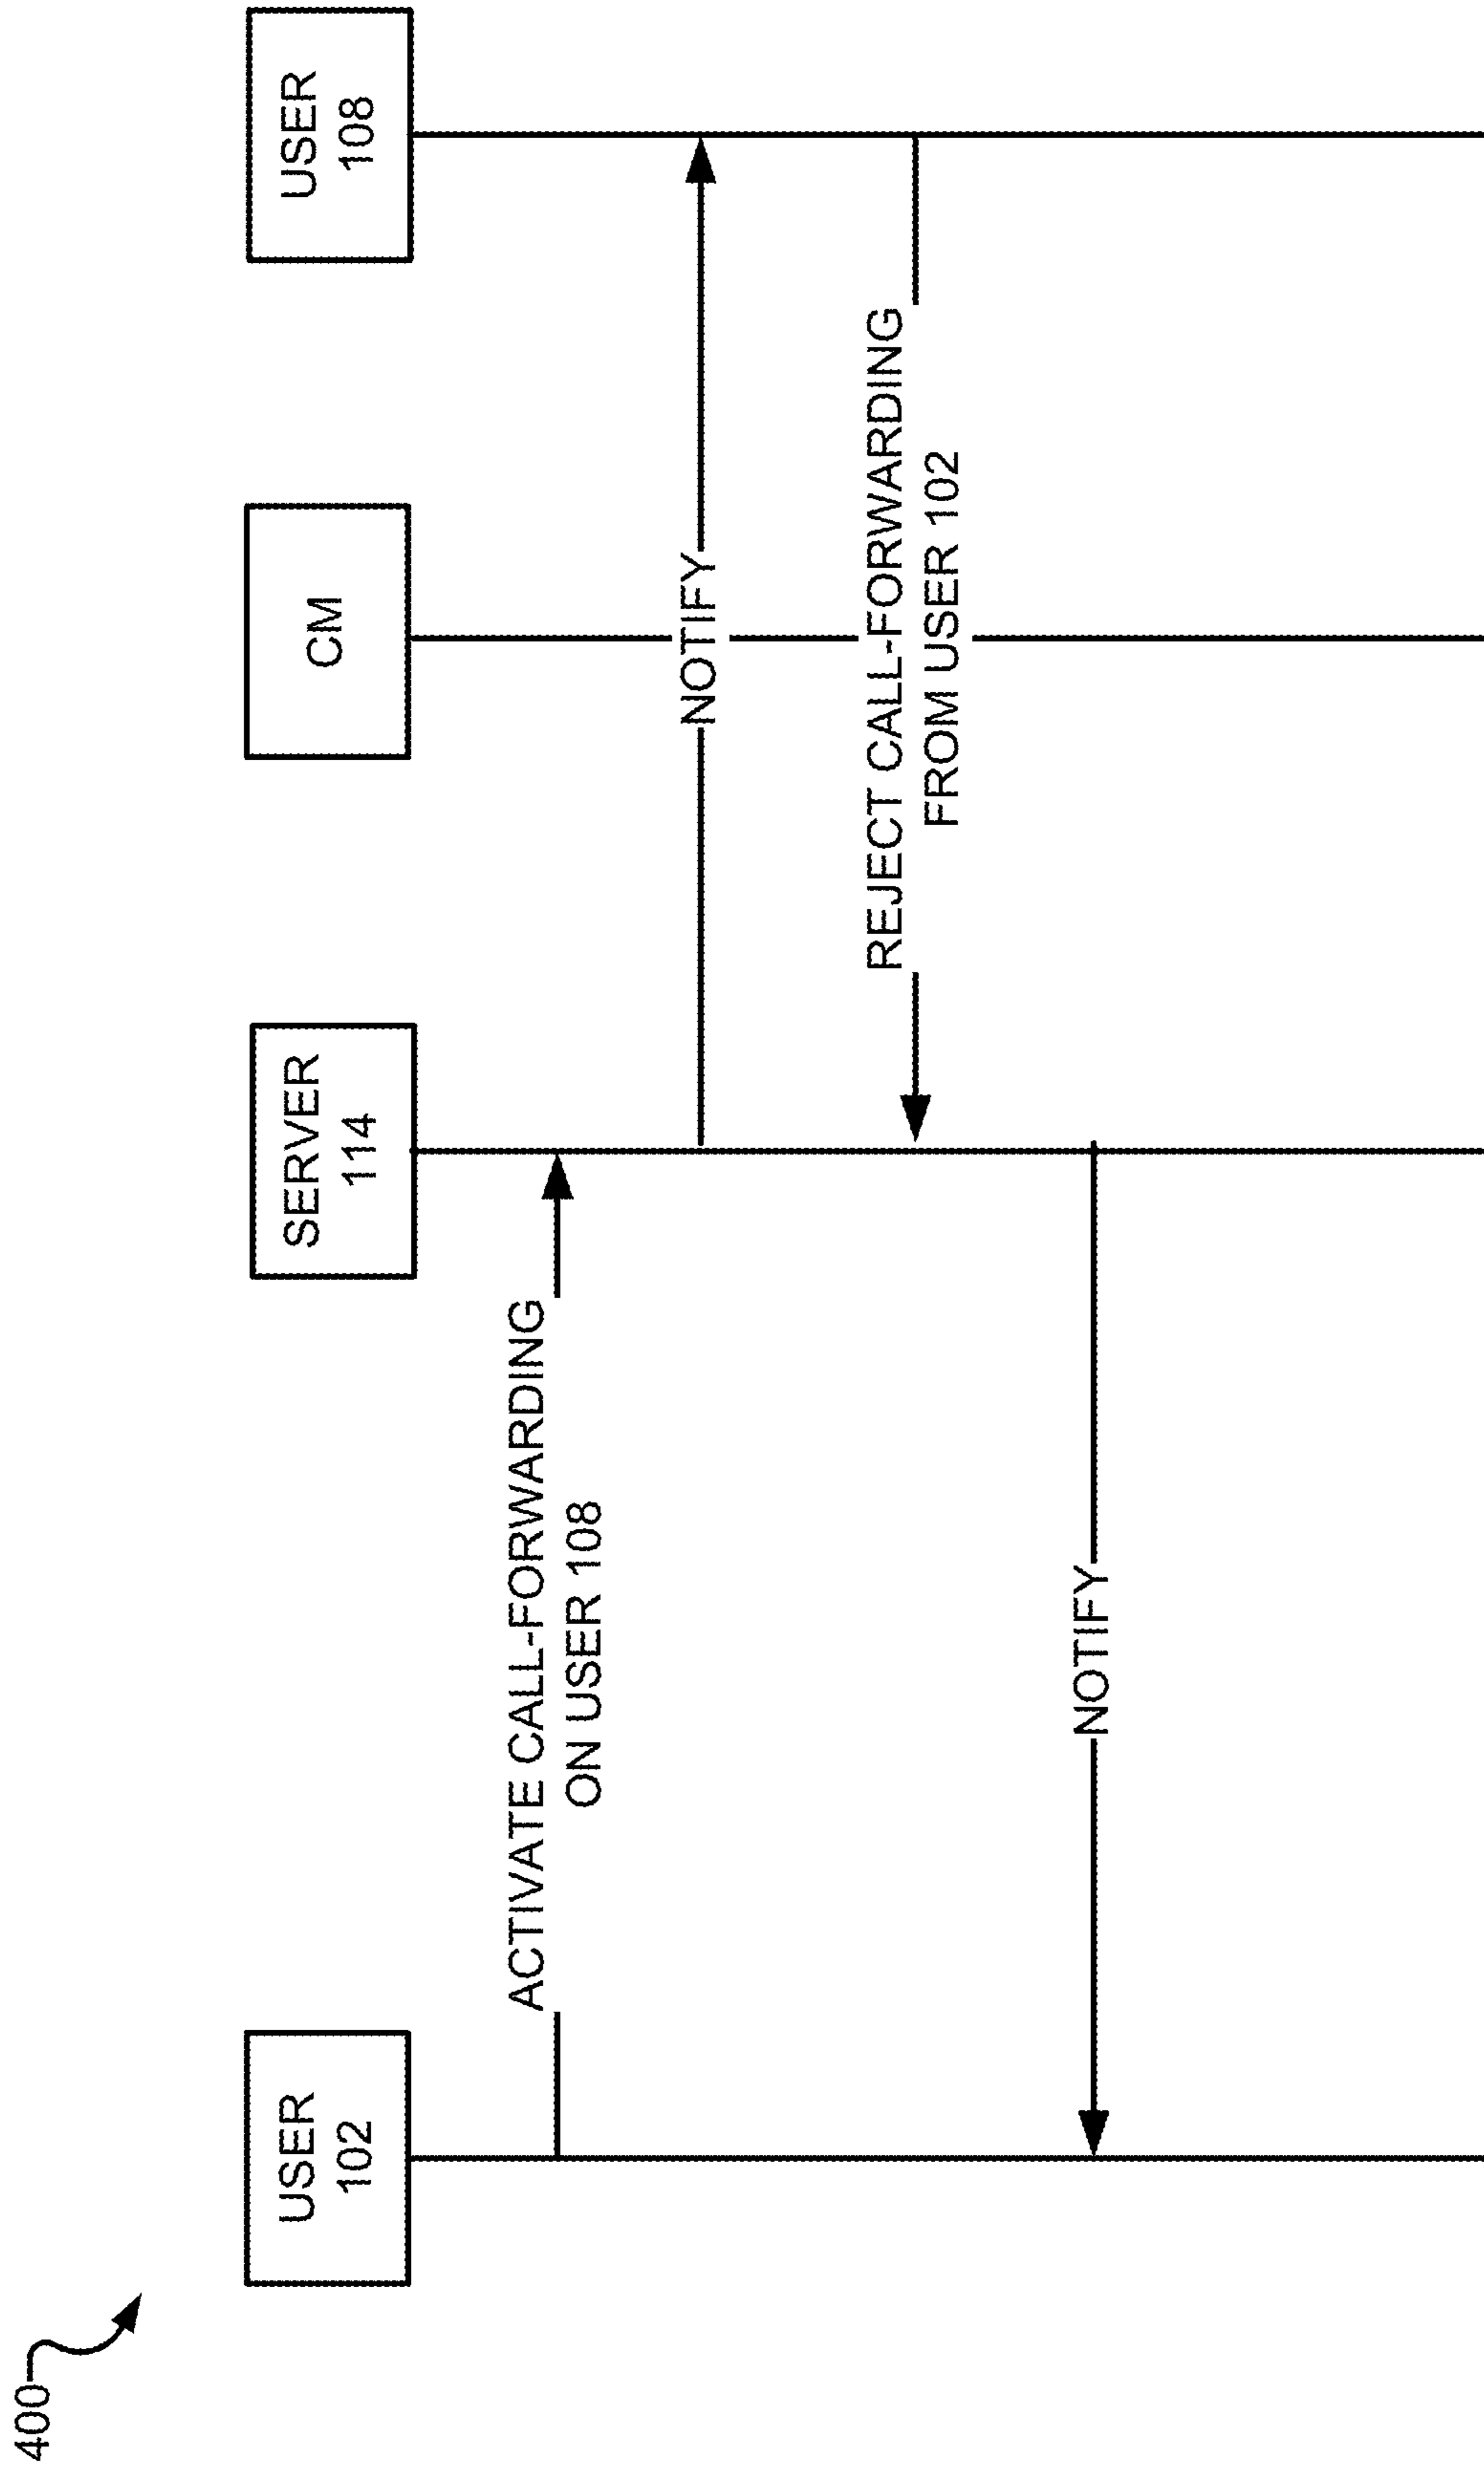 400
USER
102
SERVER
114
CM
USER
108
ACTIVATE CALL-FORWARDING
ON USER 108
NOTIFY
REJECT CALL-FORWARDING
FROM USER 102
NOTIFY